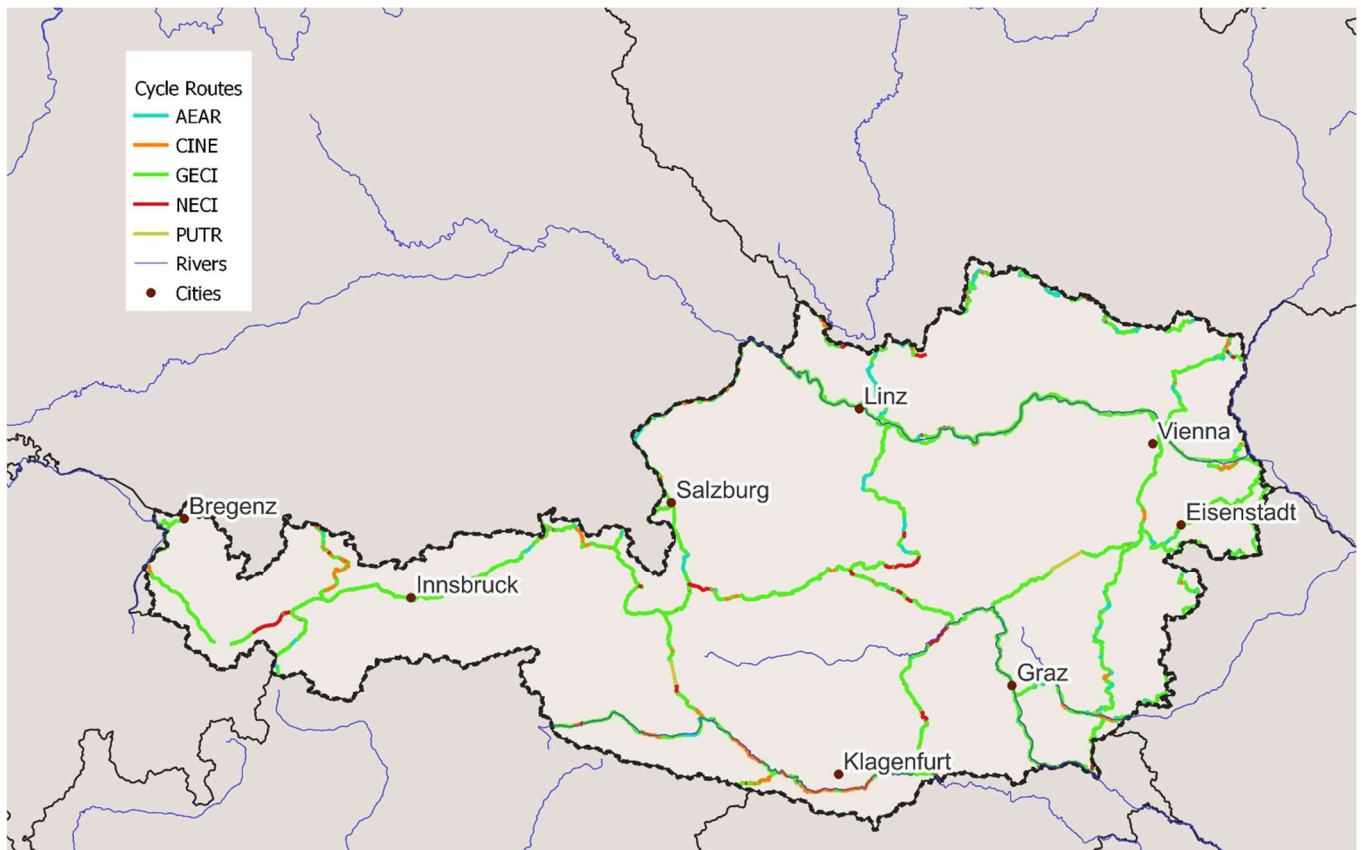 Cycle Routes
AEAR
CINE
GECI
NECI
PUTR
Rivers
Cities
Linz
Vienna
Salzburg
Bregenz
Eisenstadt
Innsbruck
Graz
Klagenfurt